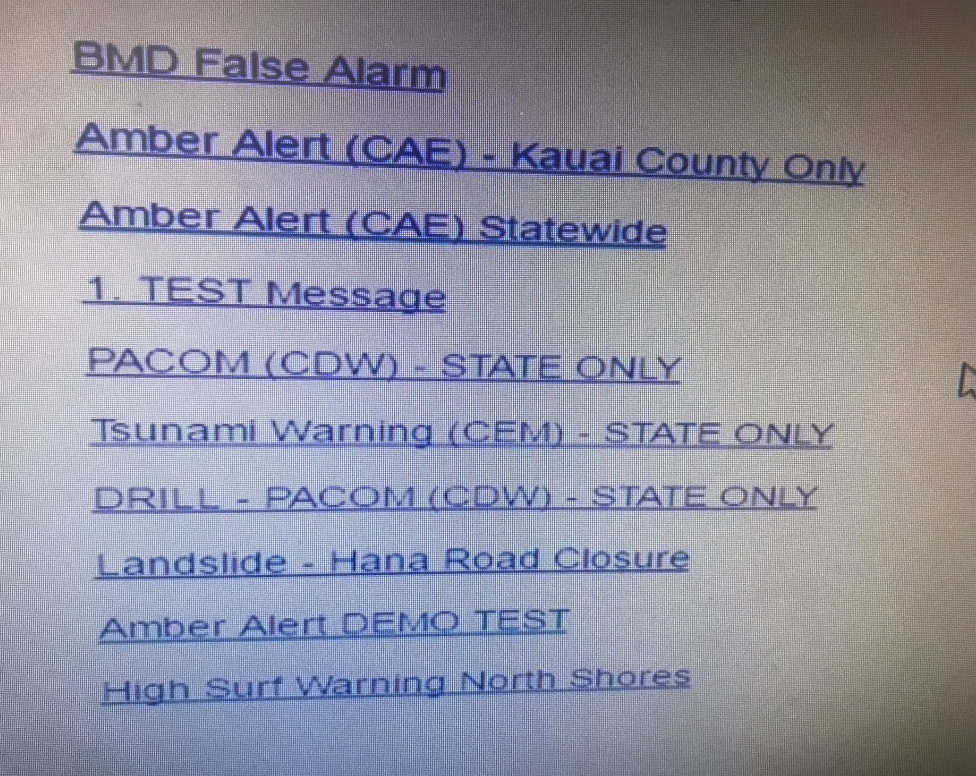 BMD False Alarm
Amber Alert (CAE) - Kauai County Only
Amber Alert (CAE) Statewide
1. TEST Message
PACOM (CDW) - STATE ONLY
Tsunami Warning (CEM) - STATE ONLY
DRILL - PACOM (CDW) - STATE ONLY
Landslide - Hana Road Closure
Amber Alert DEMO TEST
High Surf Warning North Shores